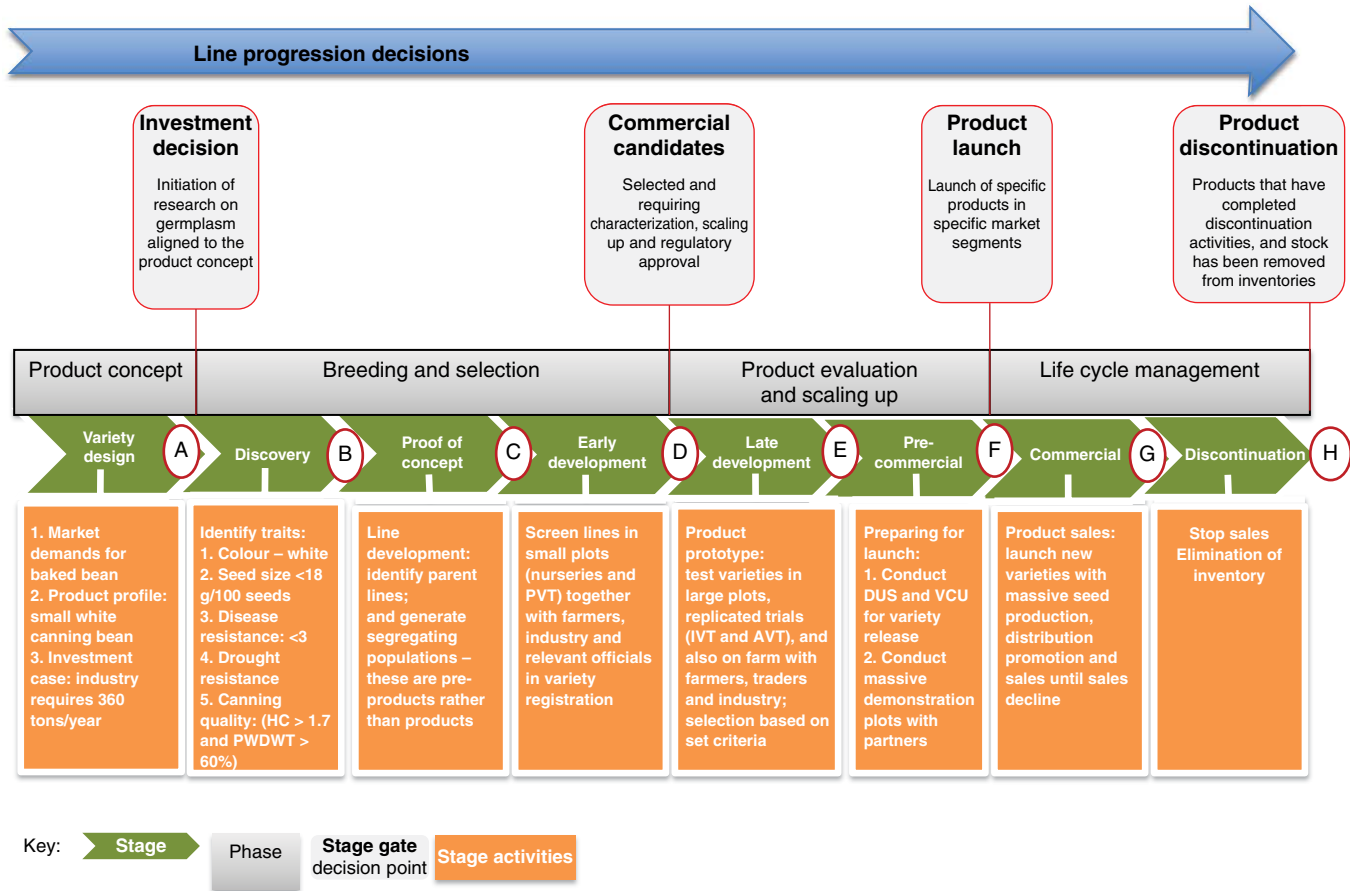 Line progression decisions
Investment
decision
Initiation of
research on
germplasm
aligned to the
product concept
Commercial
candidates
Selected and
requiring
characterization, scaling
up and regulatory
approval
Product
launch
Launch of specific
products in
specific market
segments
Product
discontinuation
Products that have
completed
discontinuation
activities, and stock
has been removed
from inventories
Product concept
Breeding and selection
Product evaluation
and scaling up
Life cycle management
Variety
design
A
Discovery
B
Proof of
concept
C
Early
development
D
Late
development
E
Pre-
commercial
F
Commercial
G
Discontinuation
H
1. Market
demands for
baked bean
2. Product profile:
small white
canning bean
3. Investment
case: industry
requires 360
tons/year
Identify traits:
1. Colour – white
2. Seed size <18
g/100 seeds
3. Disease
resistance: <3
4. Drought
resistance
5. Canning
quality: (HC > 1.7
and PWDWT >
60%)
Line
development:
identify parent
lines;
and generate
segregating
populations –
these are pre-
products rather
than products
Screen lines in
small plots
(nurseries and
PVT) together
with farmers,
industry and
relevant officials
in variety
registration
Product
prototype:
test varieties in
large plots,
replicated trials
(IVT and AVT), and
also on farm with
farmers, traders
and industry;
selection based on
set criteria
Preparing for
launch:
1. Conduct
DUS and VCU
for variety
release
2. Conduct
massive
demonstration
plots with
partners
Product sales:
launch new
varieties with
massive seed
production,
distribution
promotion and
sales until sales
decline
Stop sales
Elimination of
inventory
Key:
Stage
Phase
Stage gate
decision point
Stage activities